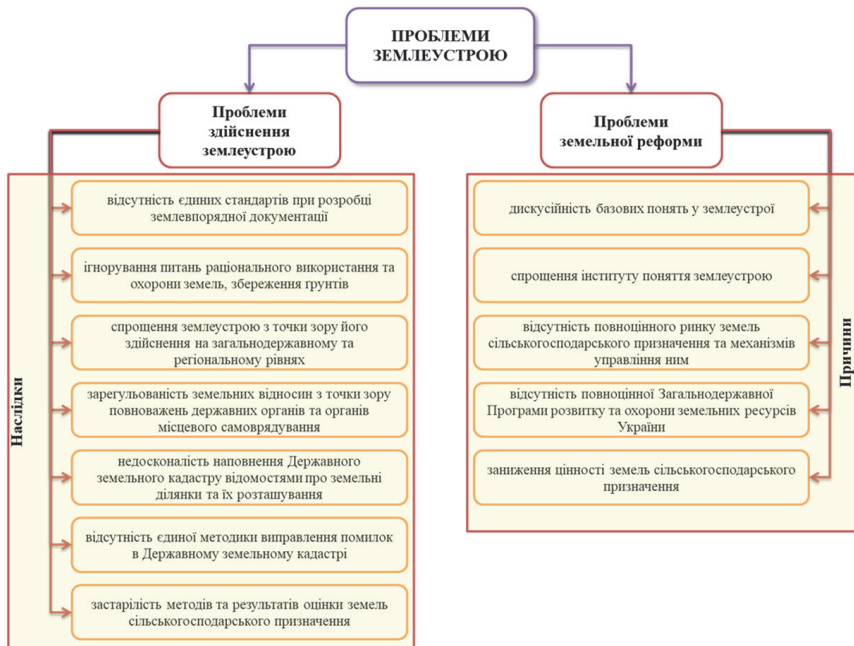 ПРОБЛЕМИ
ЗЕМЛЕУСТРОЮ
Проблеми
здійснення
землеустрою
Наслідки
відсутність єдиних стандартів при розробці
землевпорядної документації
ігнорування питань раціонального використання та
охорони земель, збереження ґрунтів
спрощення землеустрою з точки зору його
здійснення на загальнодержавному та
регіональному рівнях
зарегульованість земельних відносин з точки зору
повноважень державних органів та органів
місцевого самоврядування
недосконалість наповнення Державного
земельного кадастру відомостями про земельні
ділянки та їх розташування
відсутність єдиної методики виправлення помилок
в Державному земельному кадастрі
застарілість методів та результатів оцінки земель
сільськогосподарського призначення
Проблеми
земельної реформи
дискусійність базових понять у землеустрої
спрощення інституту поняття землеустрою
відсутність повноцінного ринку земель
сільськогосподарського призначення та механізмів
управління ним
відсутність повноцінної Загальнодержавної
Програми розвитку та охорони земельних ресурсів
України
заниження цінності земель сільськогосподарського
призначення
Причини